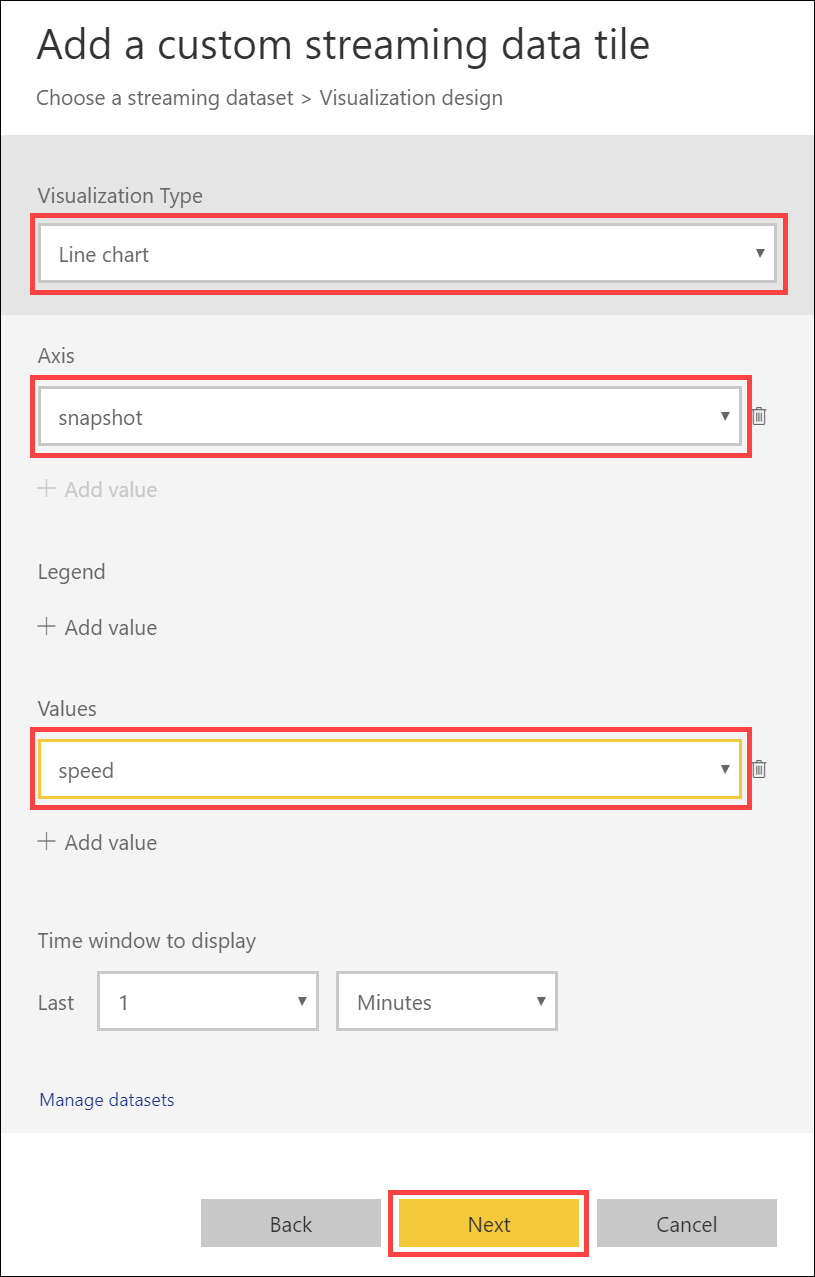 Add a custom streaming data tile
Choose a streaming dataset > Visualization design
Visualization Type
Line chart
Axis
snapshot
+ Add value
Legend
+ Add value
Values
speed
+ Add value
Time window to display
Last 1 Minutes
Manage datasets
Back Next Cancel